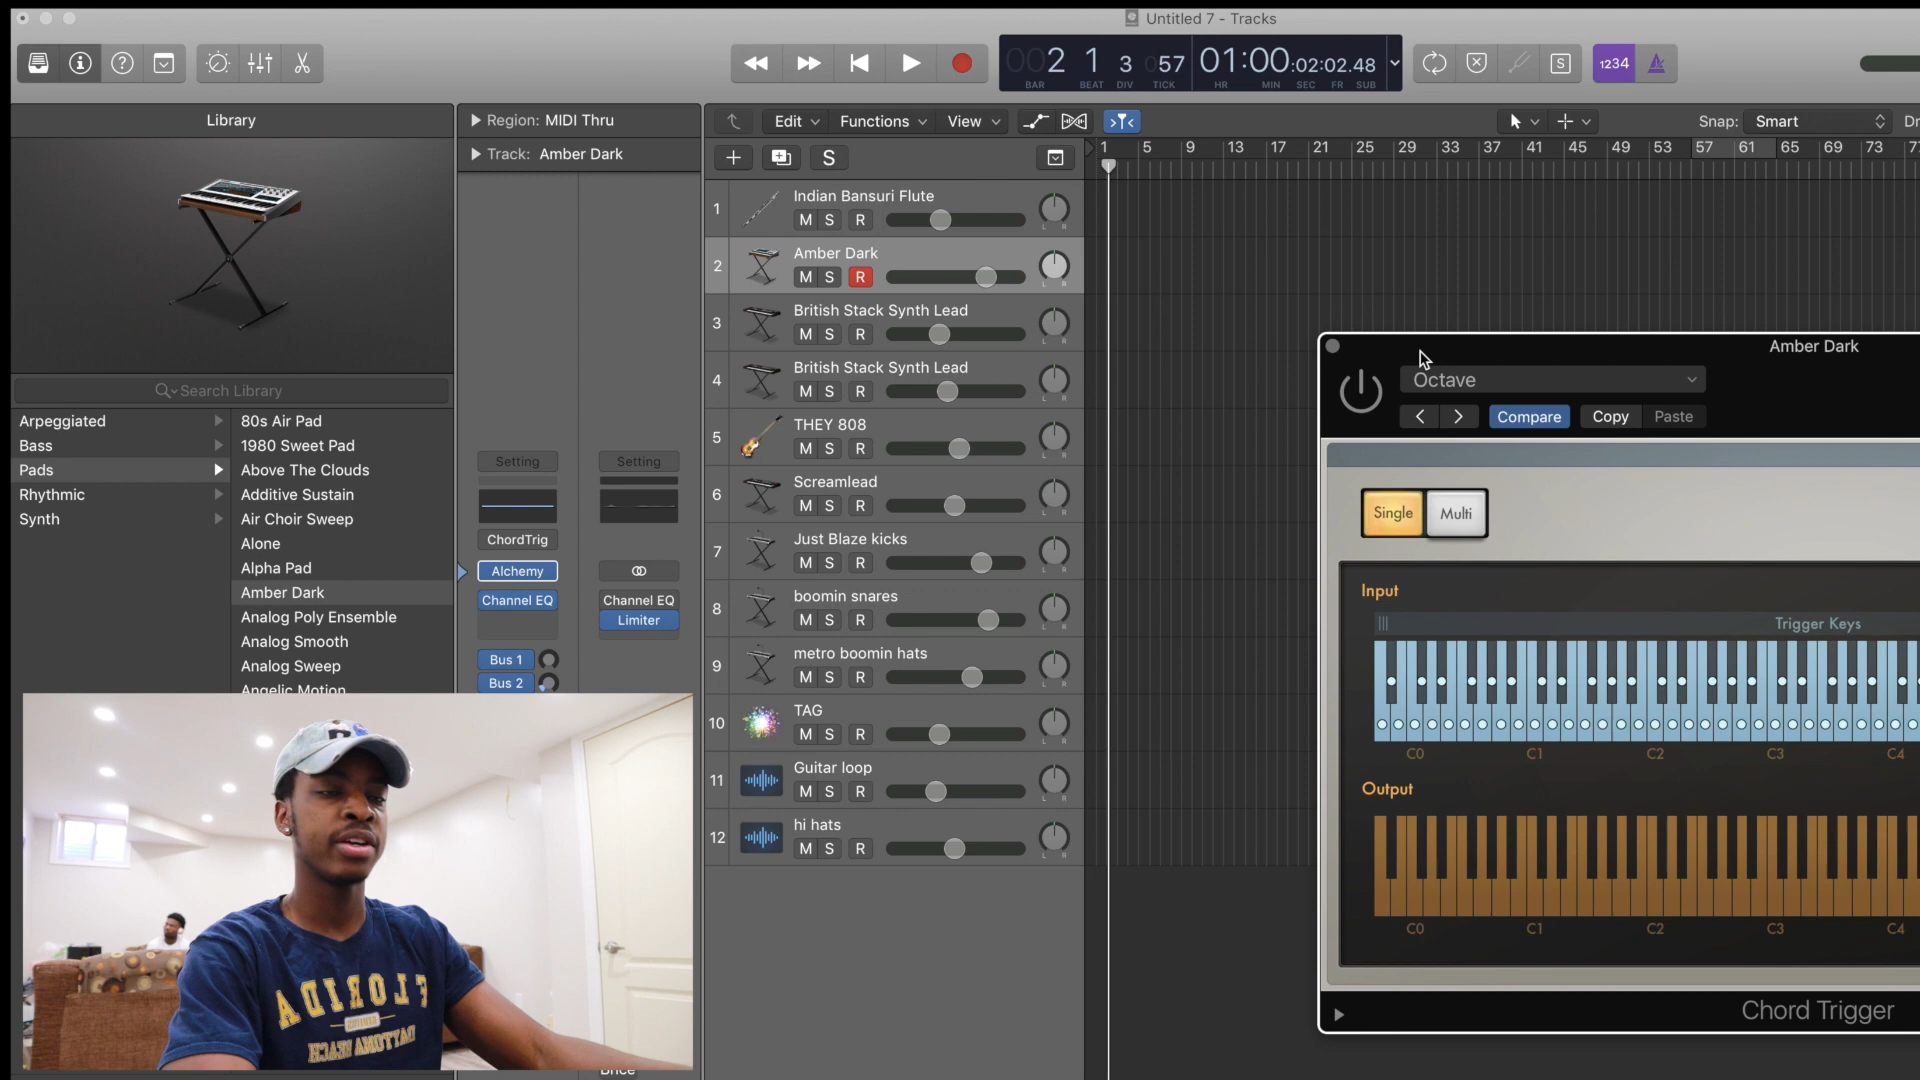 Untitled 7 - Tracks
1234
2 1 3 57
BAR BEAT DIV TICK
01:00:02:02.48
HR MIN SEC FR SUB
S
Library
Region: MIDI Thru
Track: Amber Dark
Edit Functions View
Snap: Smart
S
1 5 9 13 17 21 25 29 33 37 41 45 49 53 57 61 65 69 73
Search Library
Arpeggiated
Bass
Pads
Rhythmic
Synth
80s Air Pad
1980 Sweet Pad
Above The Clouds
Additive Sustain
Air Choir Sweep
Alone
Alpha Pad
Amber Dark
Analog Poly Ensemble
Analog Smooth
Analog Sweep
Angelic Motion
Setting
ChordTrig
Alchemy
Channel EQ
Bus 1
Bus 2
Setting
Channel EQ
Limiter
1 Indian Bansuri Flute
M S R
2 Amber Dark
M S R
3 British Stack Synth Lead
M S R
4 British Stack Synth Lead
M S R
5 THEY 808
M S R
6 Screamlead
M S R
7 Just Blaze kicks
M S R
8 boomin snares
M S R
9 metro boomin hats
M S R
10 TAG
M S R
11 Guitar loop
M S R
12 hi hats
M S R
Amber Dark
Octave
Compare Copy Paste
Single Multi
Input
Trigger Keys
C0 C1 C2 C3 C4
Output
C0 C1 C2 C3 C4
Chord Trigger
FLORIDA
DAYTONA BEACH